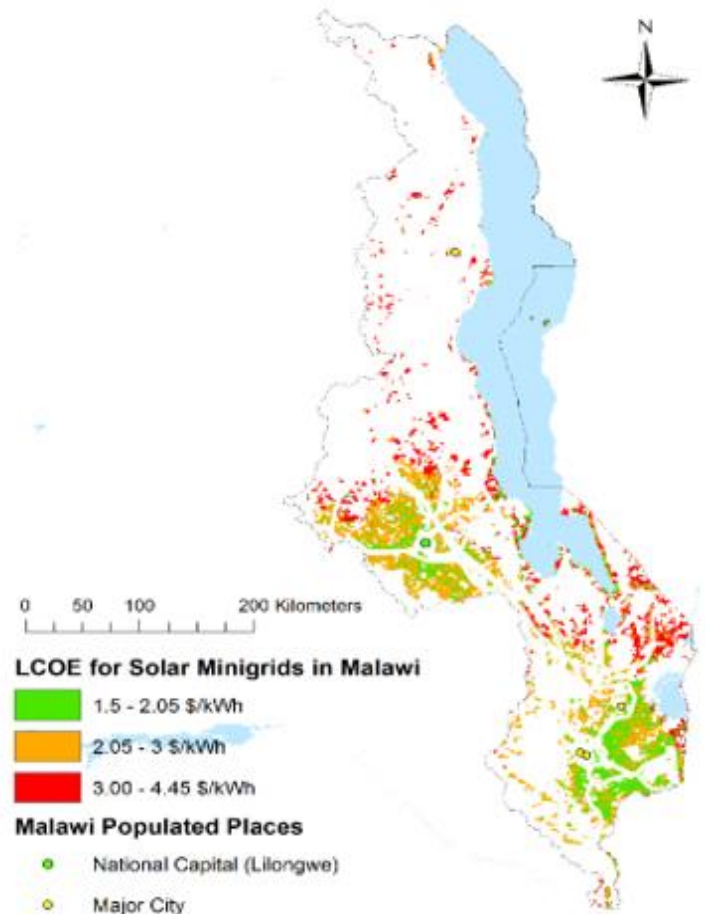 N
0 50 100 200 Kilometers
LCOE for Solar Minigrids in Malawi
1.5 - 2.05 $/kWh
2.05 - 3 $/kWh
3.00 - 4.45 $/kWh
Malawi Populated Places
National Capital (Lilongwe)
Major City